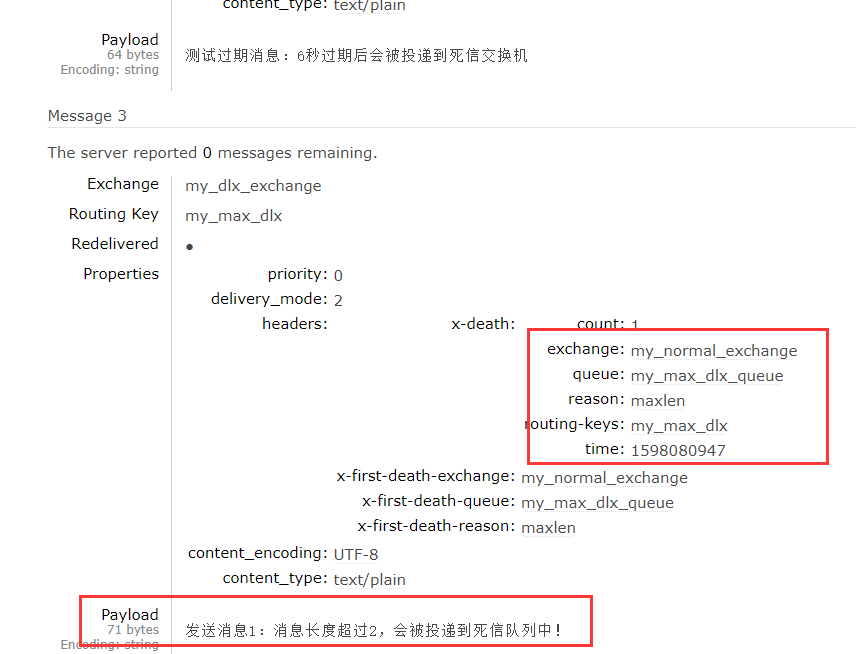 content_type: text/plain
Payload
64 bytes
Encoding: string
测试过期消息：6秒过期后会被投递到死信交换机
Message 3
The server reported 0 messages remaining.
Exchange my_dlx_exchange
Routing Key my_max_dlx
Redelivered ●
Properties priority: 0
delivery_mode: 2
headers: x-death: count: 1
exchange: my_normal_exchange
queue: my_max_dlx_queue
reason: maxlen
routing-keys: my_max_dlx
time: 1598080947
x-first-death-exchange: my_normal_exchange
x-first-death-queue: my_max_dlx_queue
x-first-death-reason: maxlen
content_encoding: UTF-8
content_type: text/plain
Payload
71 bytes
Encoding: string
发送消息1：消息长度超过2，会被投递到死信队列中！